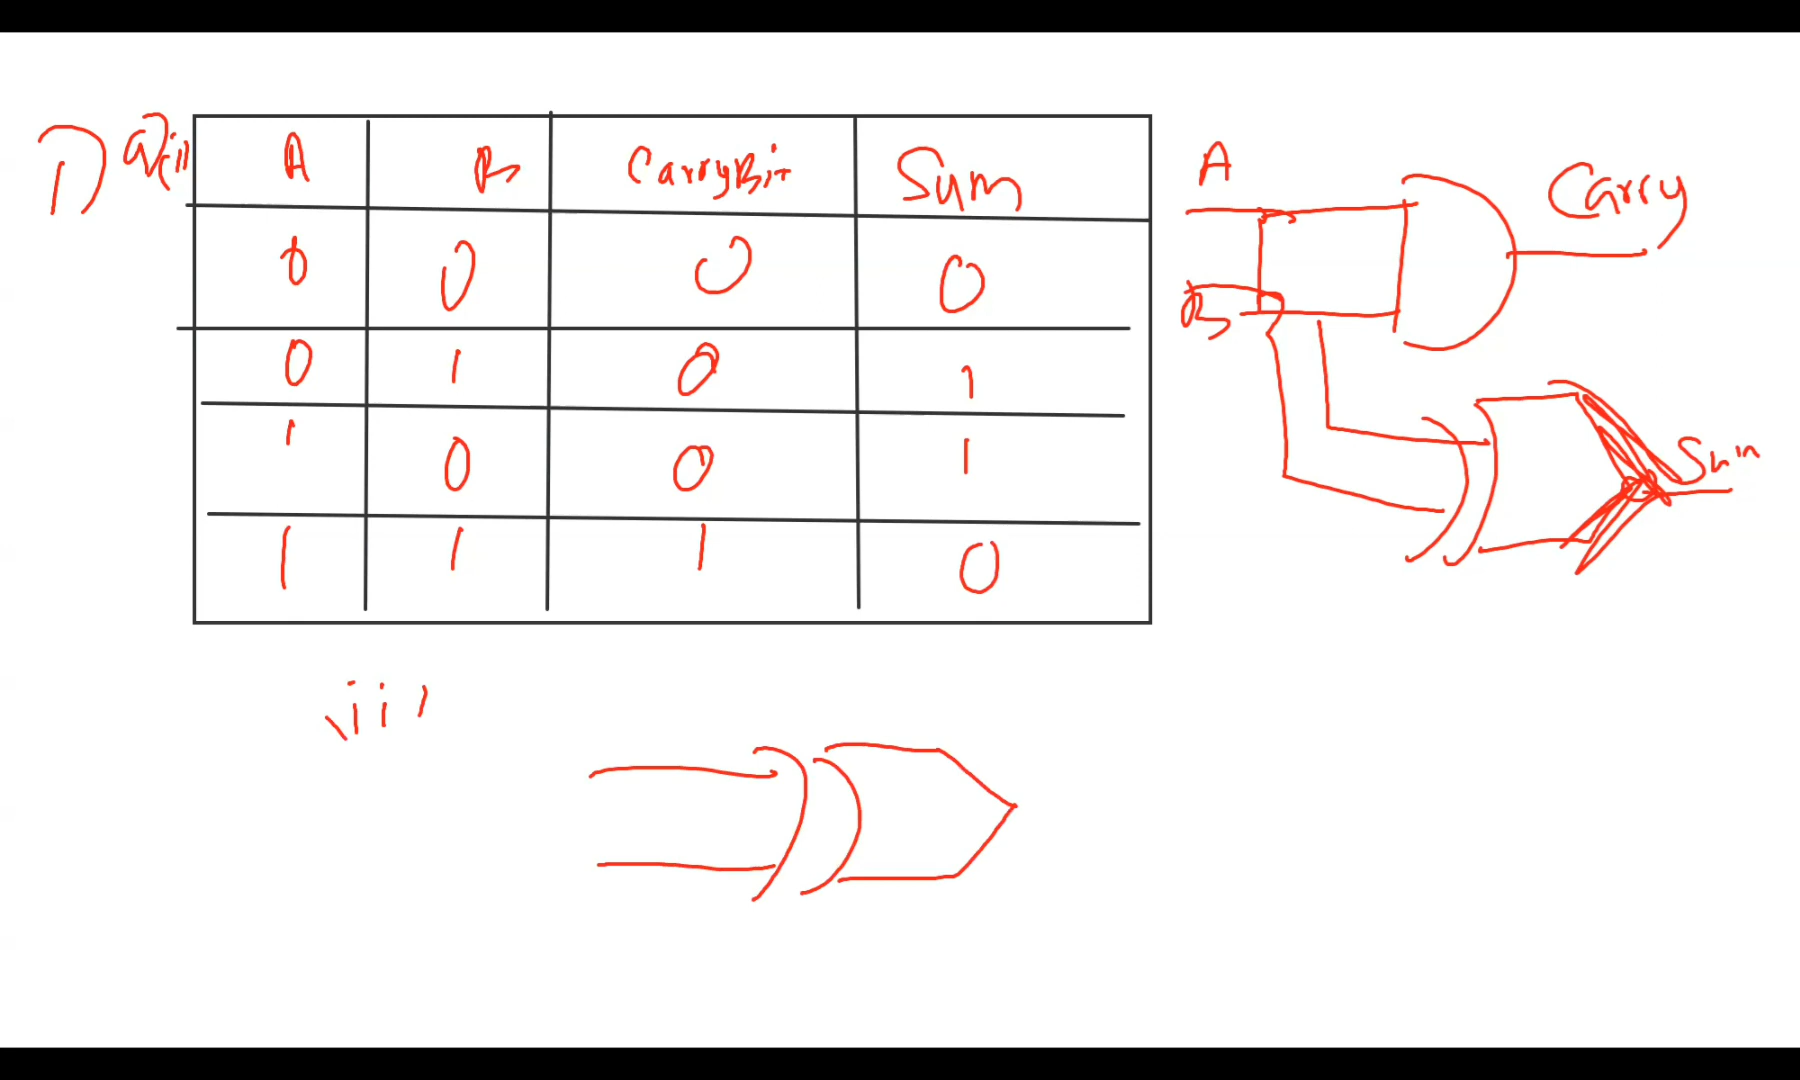 1) a)(ii
A B CarryBit Sum
0 0 0 0
0 1 0 1
1 0 0 1
1 1 1 0
A
B
Carry
Sum
iii